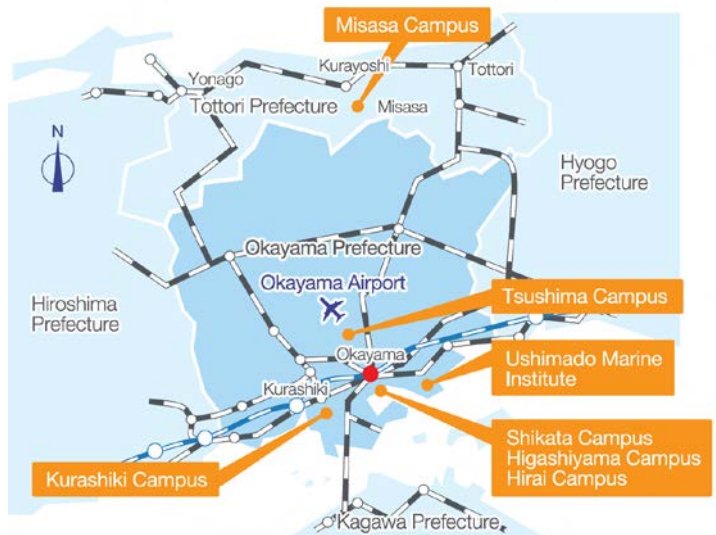 Misasa Campus
Kurayoshi
Tottori
Yonago
Tottori Prefecture
Misasa
N
Hyogo
Prefecture
Okayama Prefecture
Okayama Airport
Tsushima Campus
Hiroshima
Prefecture
Okayama
Ushimado Marine
Institute
Kurashiki
Shikata Campus
Higashiyama Campus
Hirai Campus
Kurashiki Campus
Kagawa Prefecture